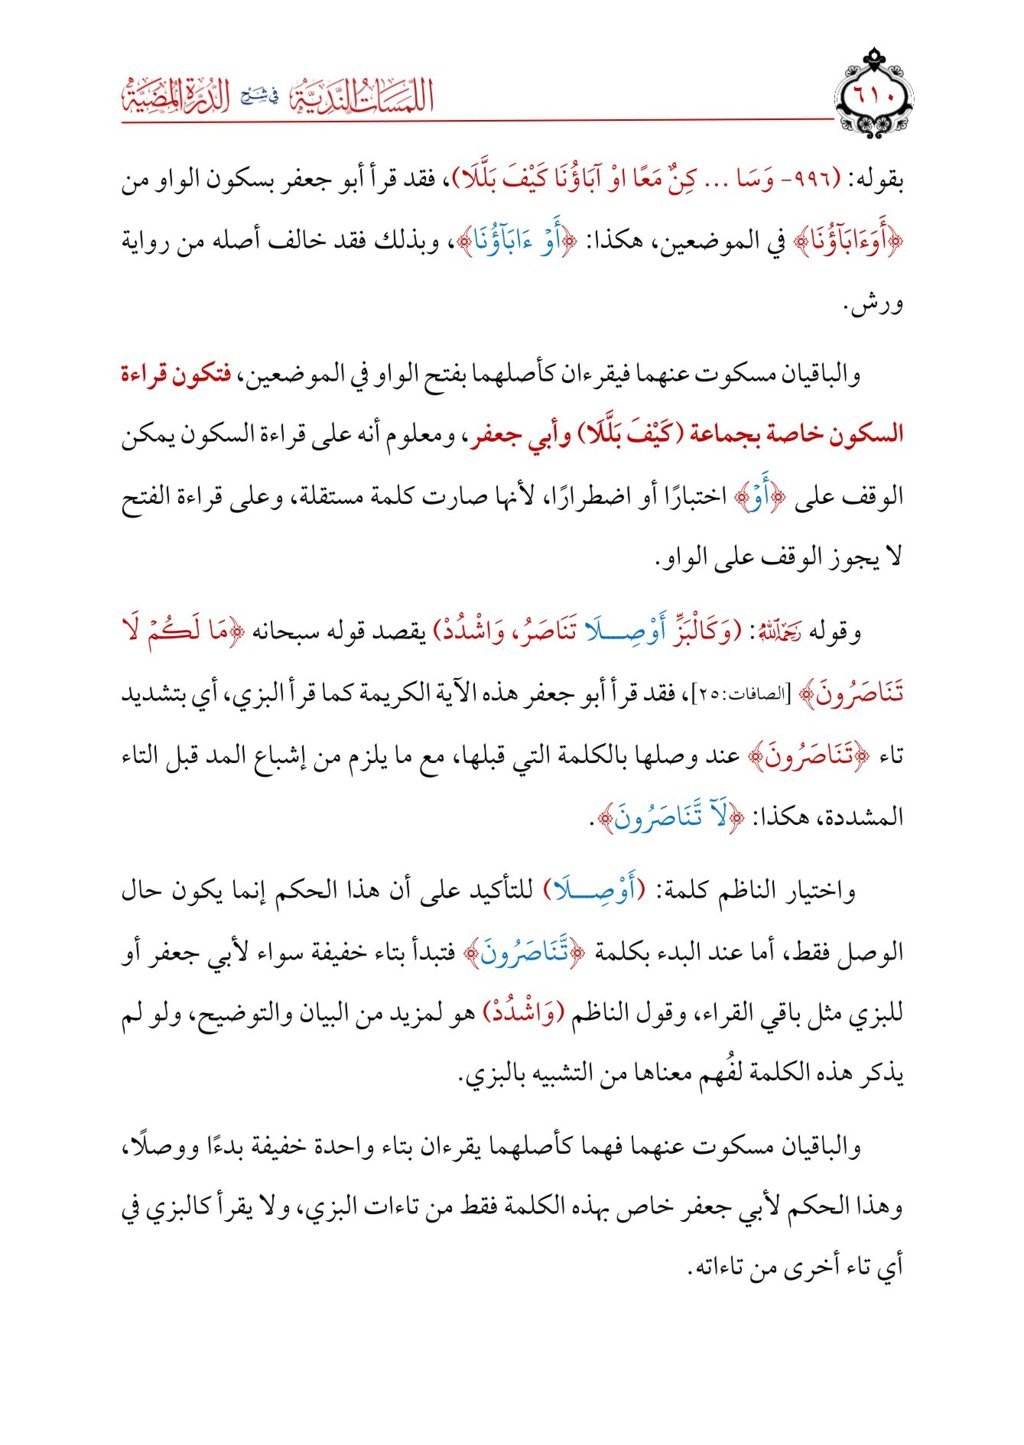 ٦١٠
اللمسات الندية في شرح الدرة المضية
بقوله: (٩٩٦- وَسَا ... كِنٌ مَعًا اوْ آبَاؤُنَا كَيْفَ بَلَّلَا)، فقد قرأ أبو جعفر بسكون الواو من
﴿أَوَءَابَآؤُنَا﴾ في الموضعين، هكذا: ﴿أَوۡ ءَابَآؤُنَا﴾، وبذلك فقد خالف أصله من رواية
ورش.
والباقيان مسكوت عنهما فيقرءان كأصلهما بفتح الواو في الموضعين، فتكون قراءة
السكون خاصة بجماعة (كَيْفَ بَلَّلَا) وأبي جعفر، ومعلوم أنه على قراءة السكون يمكن
الوقف على ﴿أَوۡ﴾ اختبارًا أو اضطرارًا، لأنها صارت كلمة مستقلة، وعلى قراءة الفتح
لا يجوز الوقف على الواو.
وقوله رَحِمَهُ اللَّهُ: (وَكَالْبَزِّ أَوْصِـــلَا تَنَاصَرُ، وَاشْدُدْ) يقصد قوله سبحانه ﴿مَا لَكُمۡ لَا
تَنَاصَرُونَ﴾ [الصافات:٢٥]، فقد قرأ أبو جعفر هذه الآية الكريمة كما قرأ البزي، أي بتشديد
تاء ﴿تَنَاصَرُونَ﴾ عند وصلها بالكلمة التي قبلها، مع ما يلزم من إشباع المد قبل التاء
المشددة، هكذا: ﴿لَآ تَّنَاصَرُونَ﴾.
واختيار الناظم كلمة: (أَوْصِـــلَا) للتأكيد على أن هذا الحكم إنما يكون حال
الوصل فقط، أما عند البدء بكلمة ﴿تَّنَاصَرُونَ﴾ فتبدأ بتاء خفيفة سواء لأبي جعفر أو
للبزي مثل باقي القراء، وقول الناظم (وَاشْدُدْ) هو لمزيد من البيان والتوضيح، ولو لم
يذكر هذه الكلمة لفُهم معناها من التشبيه بالبزي.
والباقيان مسكوت عنهما فهما كأصلهما يقرءان بتاء واحدة خفيفة بدءًا ووصلًا،
وهذا الحكم لأبي جعفر خاص بهذه الكلمة فقط من تاءات البزي، ولا يقرأ كالبزي في
أي تاء أخرى من تاءاته.